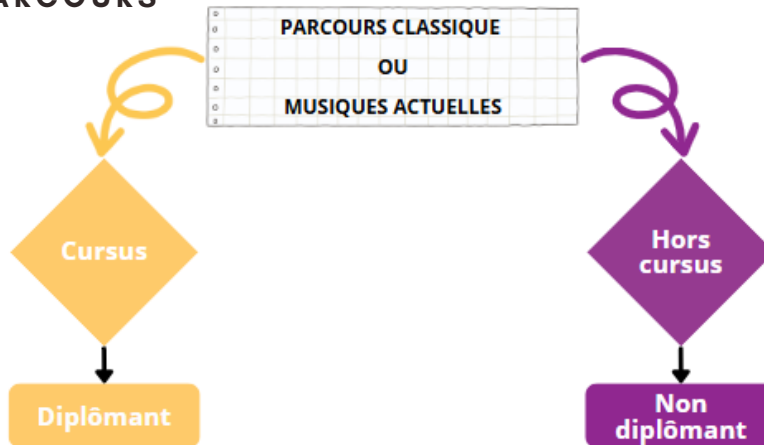 PARCOURS CLASSIQUE
OU
MUSIQUES ACTUELLES
Cursus
Hors
cursus
Diplômant
Non
diplômant